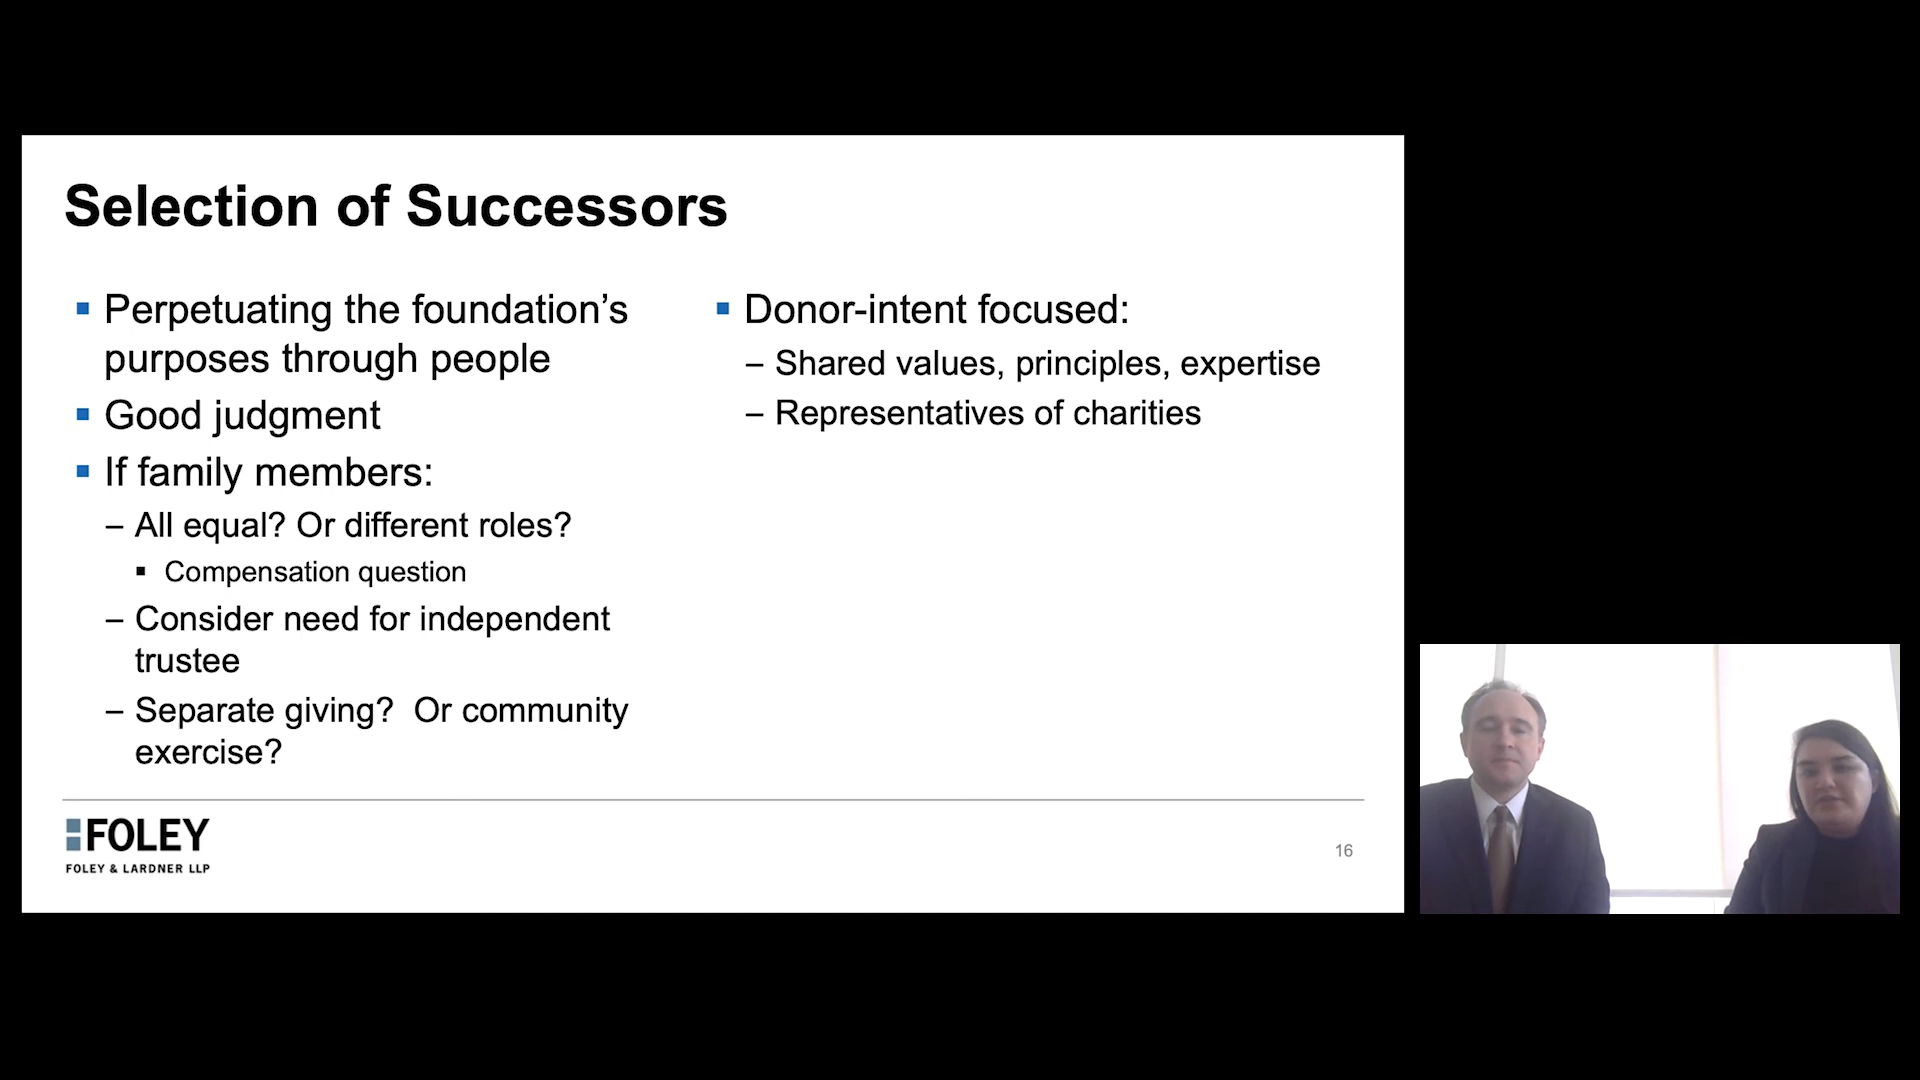 Selection of Successors
▪ Perpetuating the foundation’s
purposes through people
▪ Good judgment
▪ If family members:
– All equal? Or different roles?
▪ Compensation question
– Consider need for independent
trustee
– Separate giving?  Or community
exercise?
▪ Donor-intent focused:
– Shared values, principles, expertise
– Representatives of charities
FOLEY
FOLEY & LARDNER LLP
16